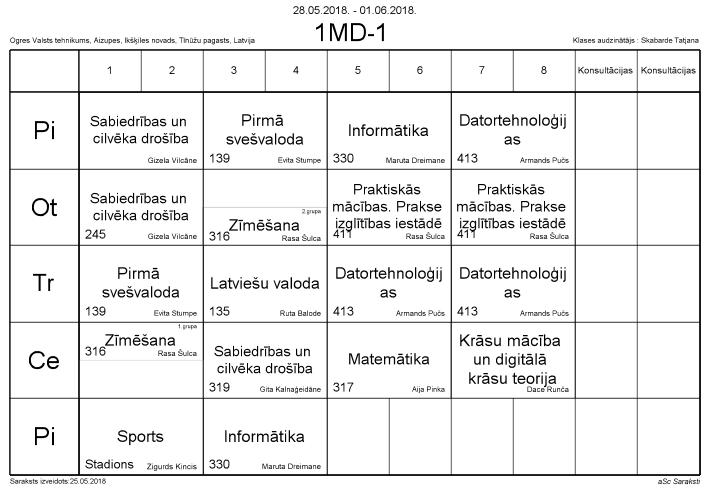 28.05.2018. - 01.06.2018.
Ogres Valsts tehnikums, Aizupes, Ikšķiles novads, Tīnūžu pagasts, Latvija
1MD-1
Klases audzinātājs : Skabarde Tatjana
1 2 3 4 5 6 7 8 Konsultācijas Konsultācijas
Pi
Sabiedrības un
cilvēka drošība
Gizela Vilcāne
Pirmā
svešvaloda
139 Evita Stumpe
Informātika
330 Maruta Dreimane
Datortehnoloģij
as
413 Armands Pučs
Ot
Sabiedrības un
cilvēka drošība
245 Gizela Vilcāne
2.grupa
Zīmēšana
316 Rasa Šulca
Praktiskās
mācības. Prakse
izglītības iestādē
411 Rasa Šulca
Praktiskās
mācības. Prakse
izglītības iestādē
411 Rasa Šulca
Tr
Pirmā
svešvaloda
139 Evita Stumpe
Latviešu valoda
135 Ruta Balode
Datortehnoloģij
as
413 Armands Pučs
Datortehnoloģij
as
413 Armands Pučs
Ce
1.grupa
Zīmēšana
316 Rasa Šulca
Sabiedrības un
cilvēka drošība
319 Gita Kalnaģeidāne
Matemātika
317 Aija Pinka
Krāsu mācība
un digitālā
krāsu teorija
Dace Runča
Pi
Sports
Stadions Zigurds Kincis
Informātika
330 Maruta Dreimane
Saraksts izveidots:25.05.2018
aSc Saraksti